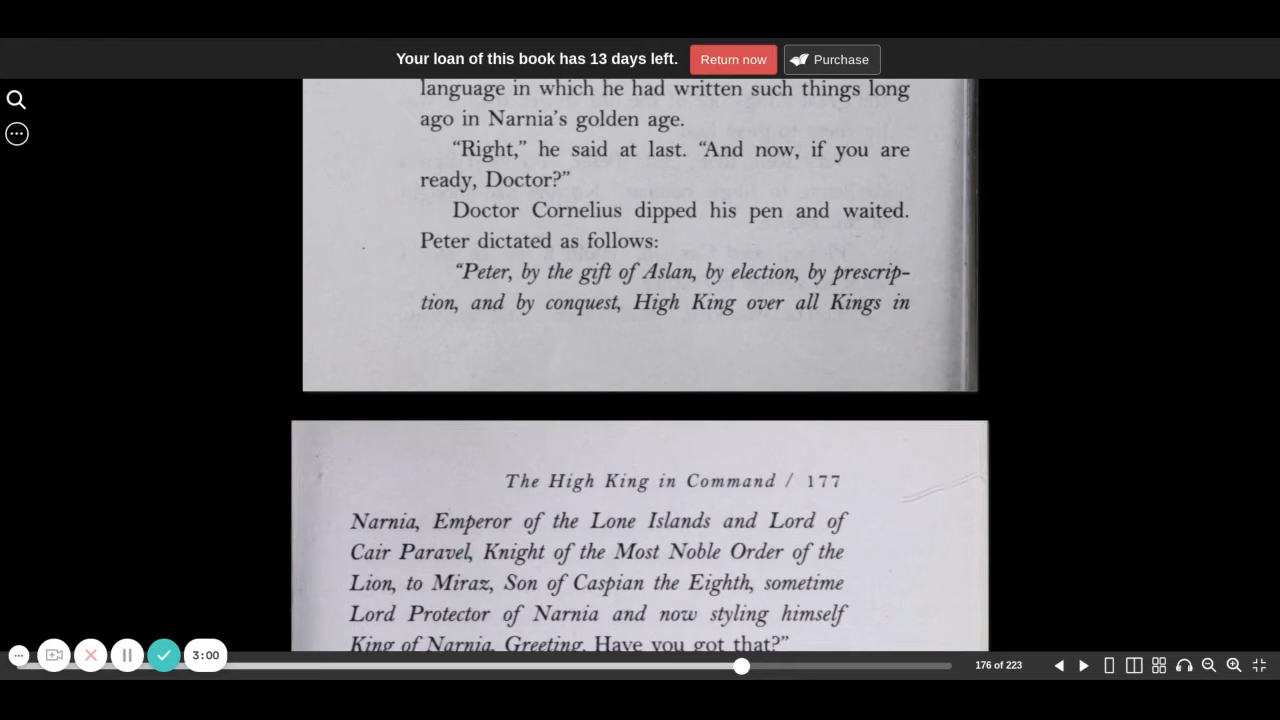 Your loan of this book has 13 days left. Return now Purchase
language in which he had written such things long
ago in Narnia's golden age.
“Right,” he said at last. “And now, if you are
ready, Doctor?”
Doctor Cornelius dipped his pen and waited.
Peter dictated as follows:
“Peter, by the gift of Aslan, by election, by prescrip-
tion, and by conquest, High King over all Kings in
The High King in Command / 177
Narnia, Emperor of the Lone Islands and Lord of
Cair Paravel, Knight of the Most Noble Order of the
Lion, to Miraz, Son of Caspian the Eighth, sometime
Lord Protector of Narnia and now styling himself
King of Narnia, Greeting. Have you got that?”
3:00
176 of 223